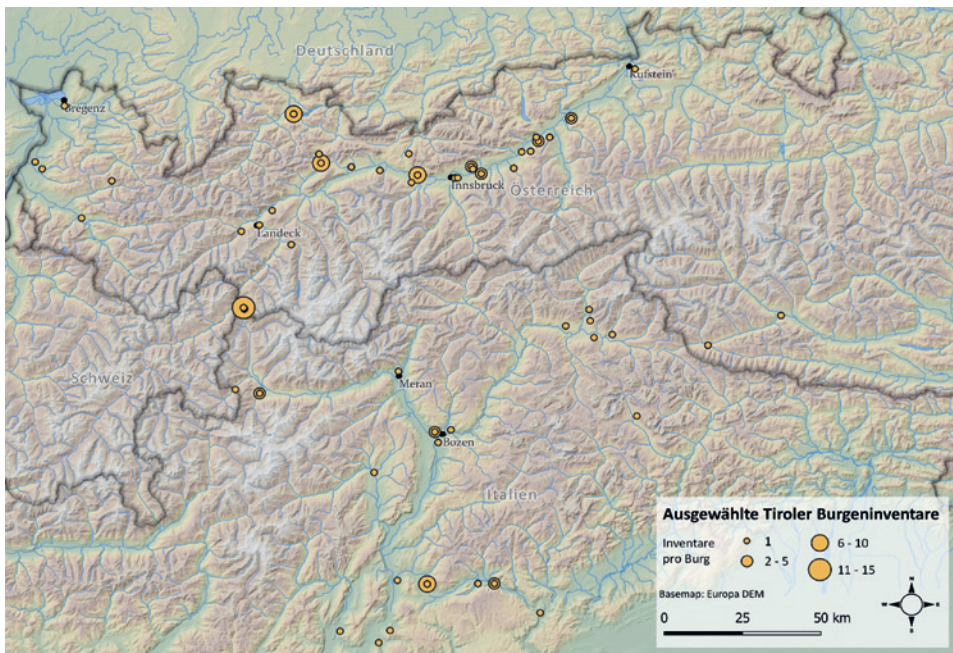 Deutschland
Kufstein
Bregenz
Innsbruck
Österreich
Landeck
Schweiz
Meran
Bozen
Italien
Ausgewählte Tiroler Burgeninventare
Inventare
pro Burg
1
2 - 5
6 - 10
11 - 15
Basemap: Europa DEM
0 25 50 km
N
W E
S